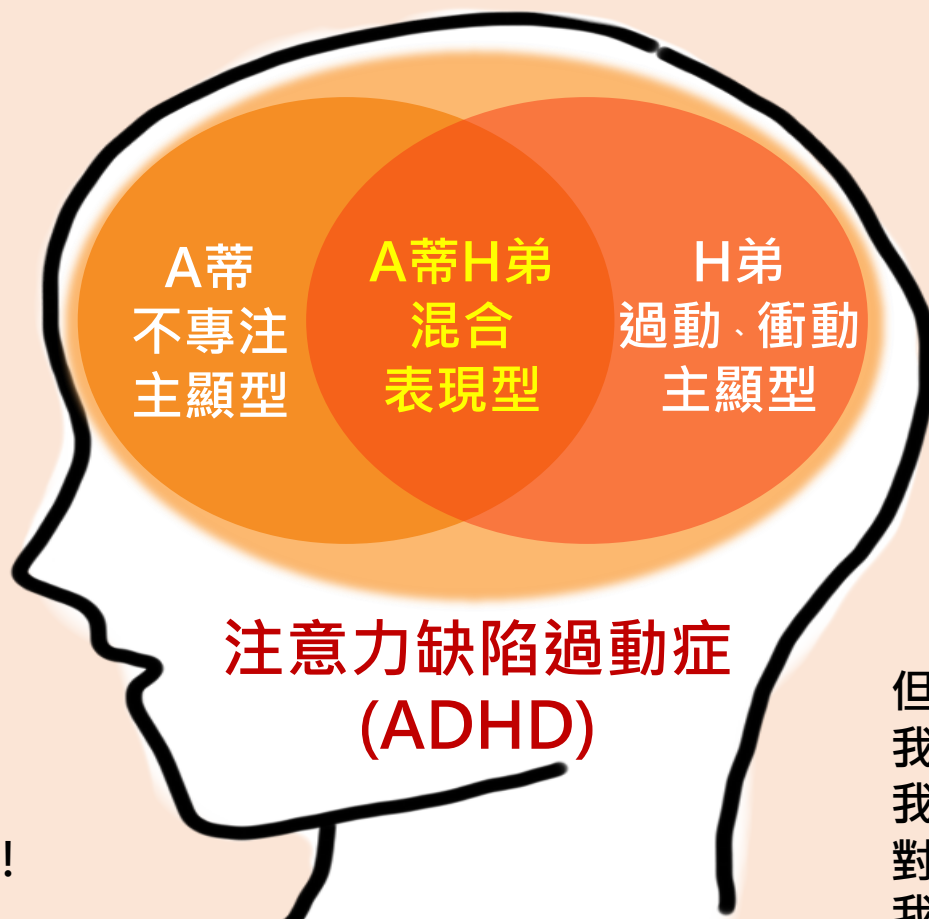 A蒂
不專注
主顯型
A蒂H弟
混合
表現型
H弟
過動、衝動
主顯型
注意力缺陷過動症
(ADHD)
!
但
我
我
對
我